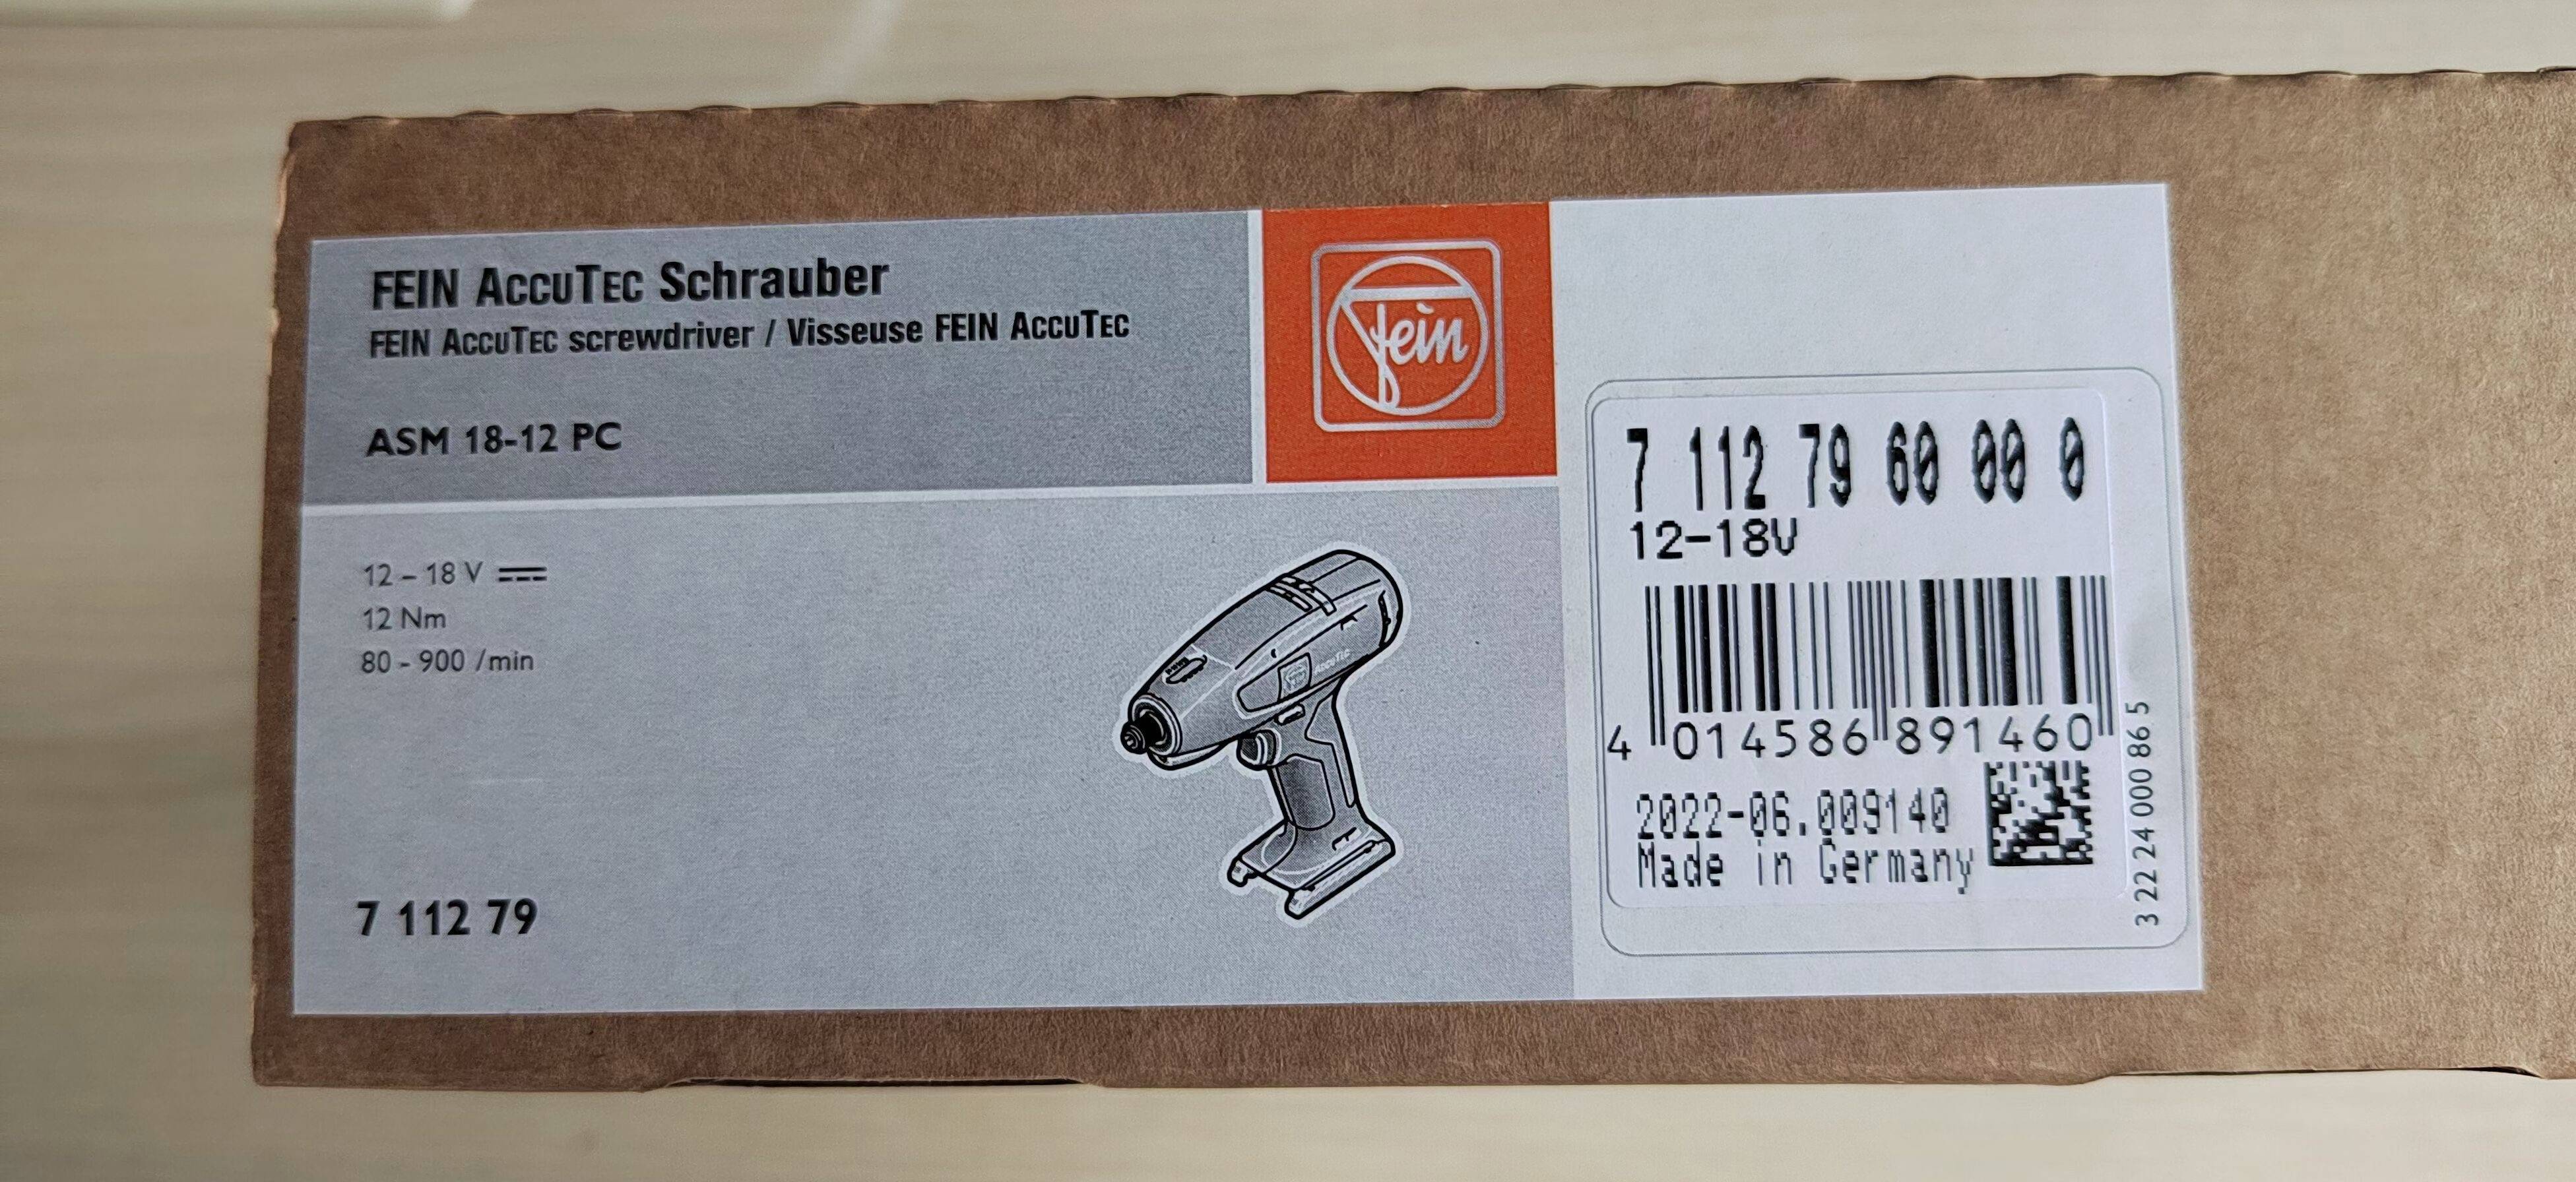 FEIN ACCUTEC Schrauber
FEIN ACCUTEC screwdriver / Visseuse FEIN ACCUTEC
ASM 18-12 PC
fein
12 – 18 V
12 Nm
80 - 900 /min
ACCUTEC
7 112 79
7 112 79 60 00 0
12-18V
4 014586 891460
2022-06.009140
Made in Germany
3 22 24 000 86 5